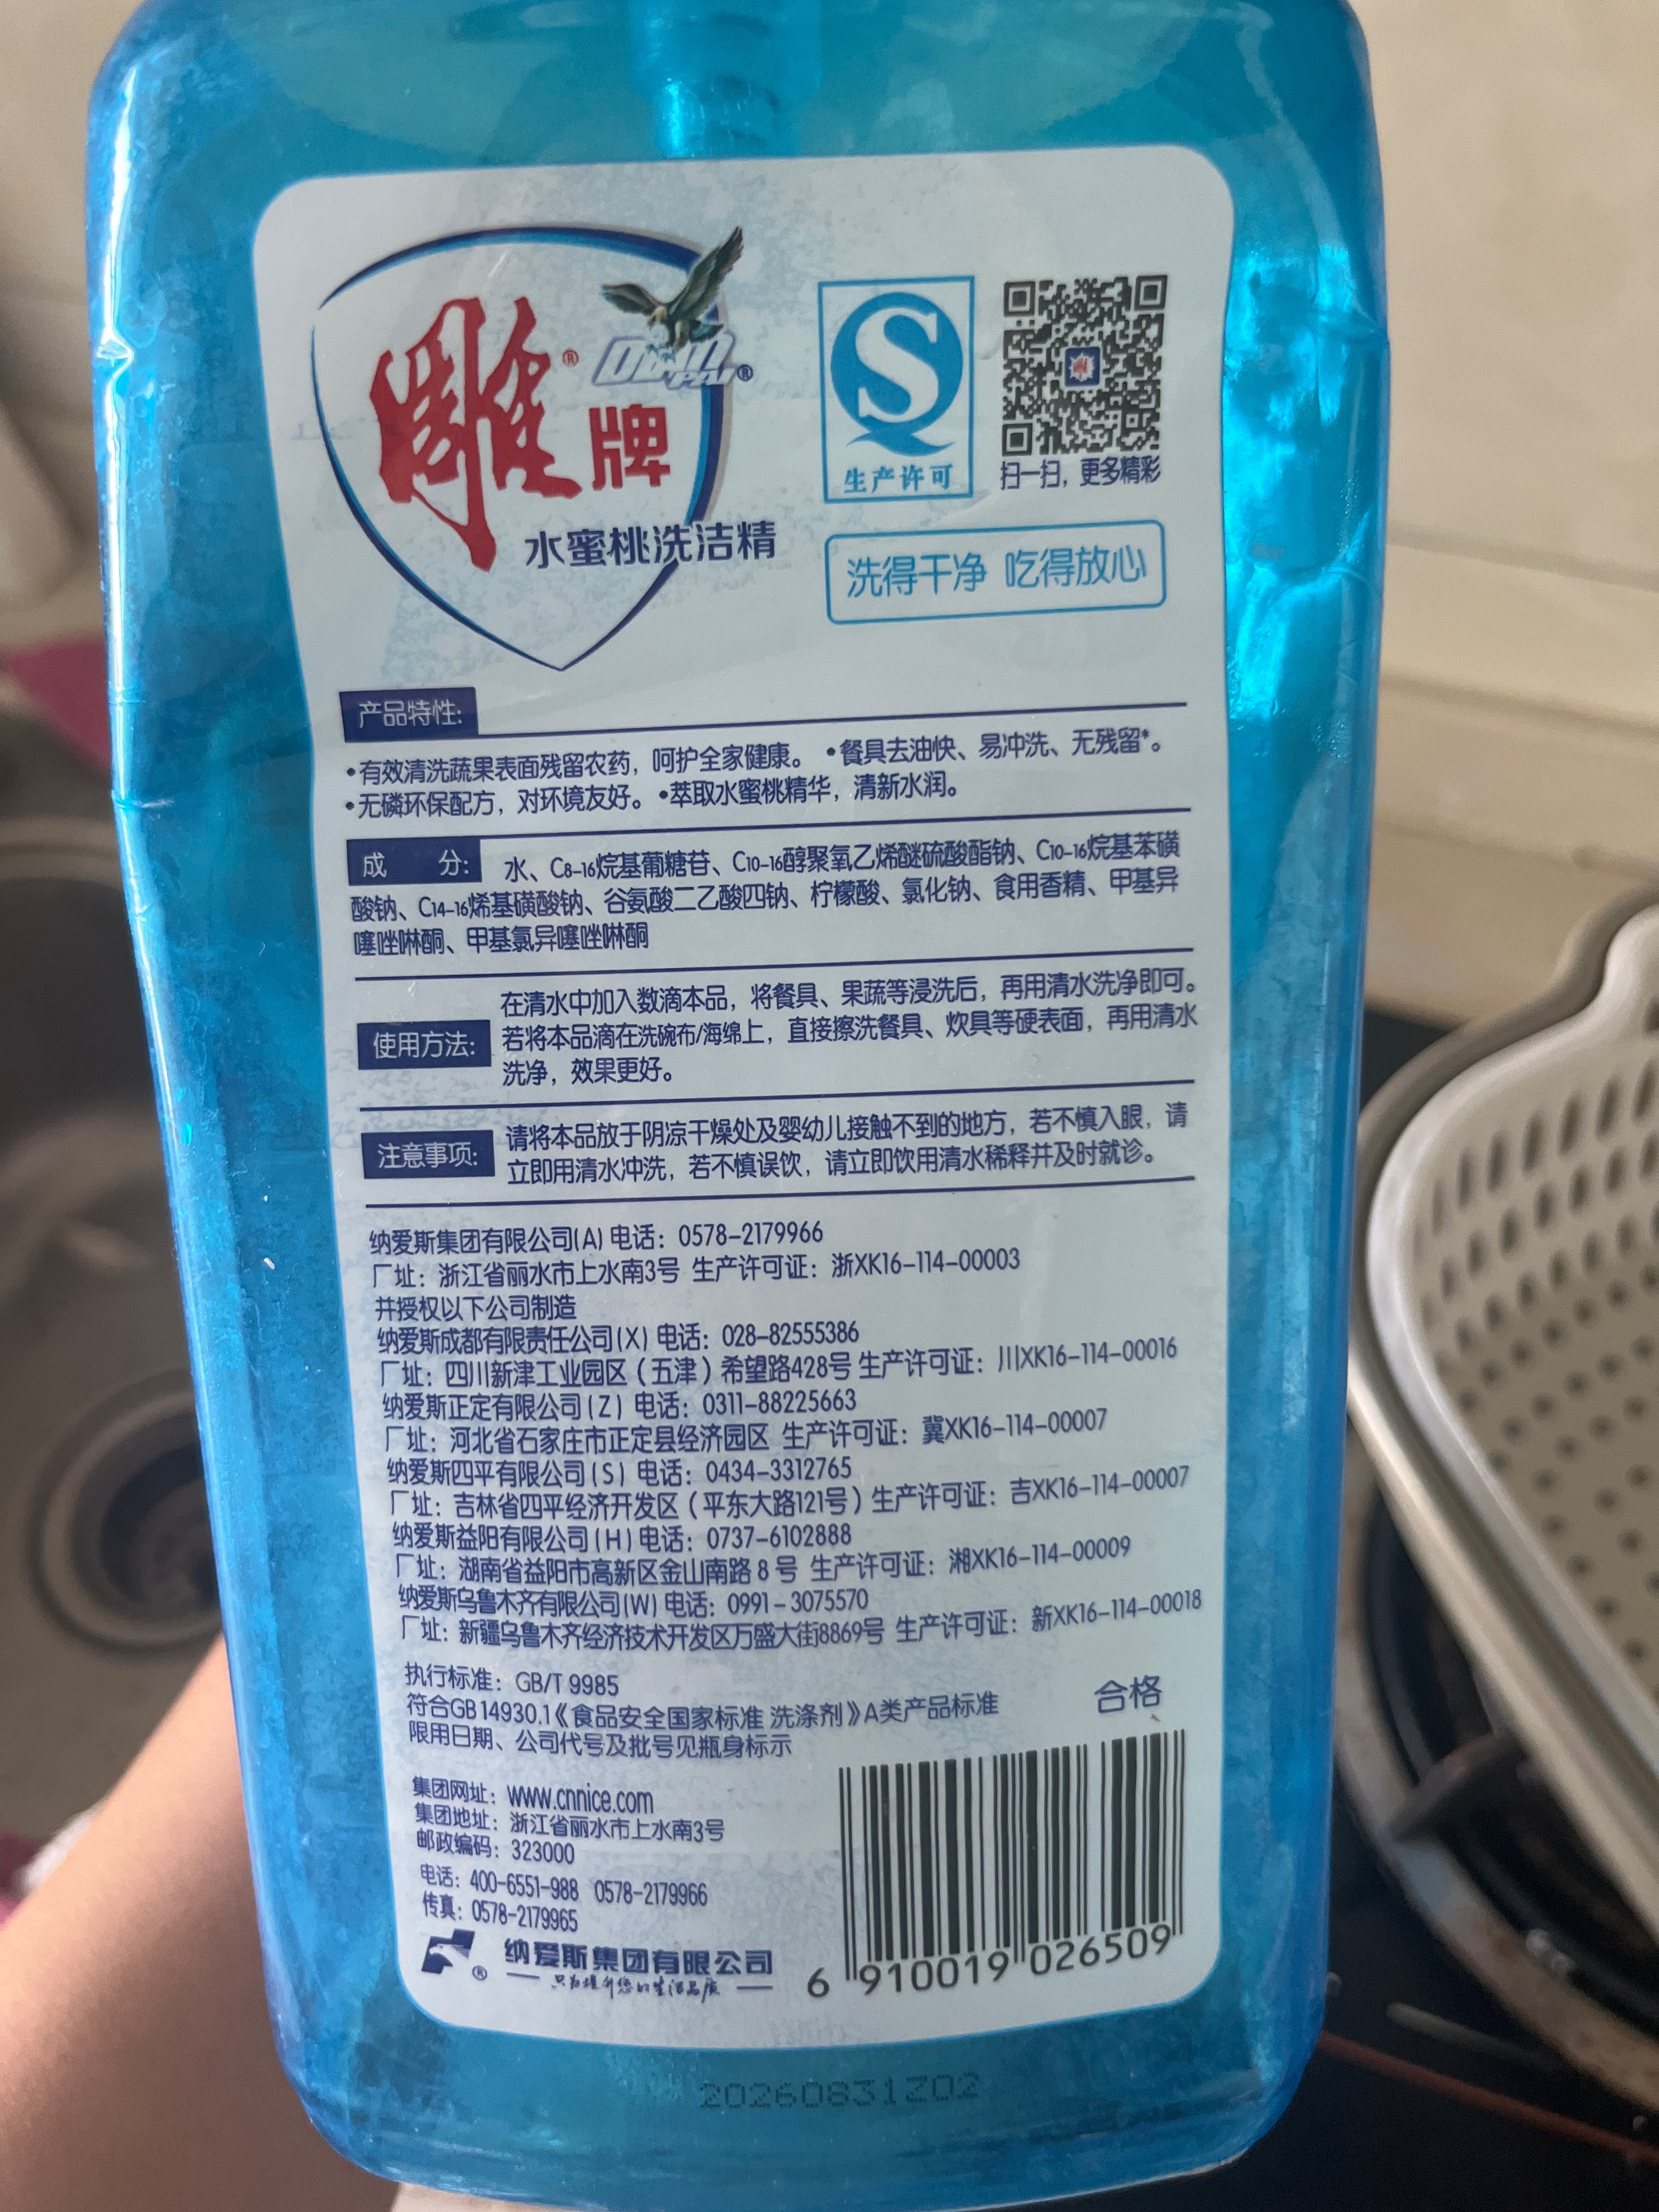 雕®
DiaoPai®
牌
水蜜桃洗洁精
生产许可
扫一扫，更多精彩
洗得干净 吃得放心
产品特性:
•有效清洗蔬果表面残留农药，呵护全家健康。 •餐具去油快、易冲洗、无残留*。
•无磷环保配方，对环境友好。•萃取水蜜桃精华，清新水润。
成 分: 水、C8-16烷基葡糖苷、C10-16醇聚氧乙烯醚硫酸酯钠、C10-16烷基苯磺
酸钠、C14-16烯基磺酸钠、谷氨酸二乙酸四钠、柠檬酸、氯化钠、食用香精、甲基异
噻唑啉酮、甲基氯异噻唑啉酮
使用方法: 在清水中加入数滴本品，将餐具、果蔬等浸洗后，再用清水洗净即可。
若将本品滴在洗碗布/海绵上，直接擦洗餐具、炊具等硬表面，再用清水
洗净，效果更好。
注意事项: 请将本品放于阴凉干燥处及婴幼儿接触不到的地方，若不慎入眼，请
立即用清水冲洗，若不慎误饮，请立即饮用清水稀释并及时就诊。
纳爱斯集团有限公司(A) 电话：0578-2179966
厂址：浙江省丽水市上水南3号 生产许可证：浙XK16-114-00003
并授权以下公司制造
纳爱斯成都有限责任公司(X) 电话：028-82555386
厂址：四川新津工业园区（五津）希望路428号 生产许可证：川XK16-114-00016
纳爱斯正定有限公司(Z) 电话：0311-88225663
厂址：河北省石家庄市正定县经济园区 生产许可证：冀XK16-114-00007
纳爱斯四平有限公司(S) 电话：0434-3312765
厂址：吉林省四平经济开发区（平东大路121号）生产许可证：吉XK16-114-00007
纳爱斯益阳有限公司(H) 电话：0737-6102888
厂址：湖南省益阳市高新区金山南路8号 生产许可证：湘XK16-114-00009
纳爱斯乌鲁木齐有限公司(W) 电话：0991-3075570
厂址：新疆乌鲁木齐经济技术开发区万盛大街8869号 生产许可证：新XK16-114-00018
执行标准：GB/T 9985
符合GB 14930.1《食品安全国家标准 洗涤剂》A类产品标准
限用日期、公司代号及批号见瓶身标示
合格
集团网址：www.cnnice.com
集团地址：浙江省丽水市上水南3号
邮政编码：323000
电话：400-6551-988 0578-2179966
传真：0578-2179965
® 纳爱斯集团有限公司
— 只为提升您的生活品质 —
6 910019 026509
20260831Z02